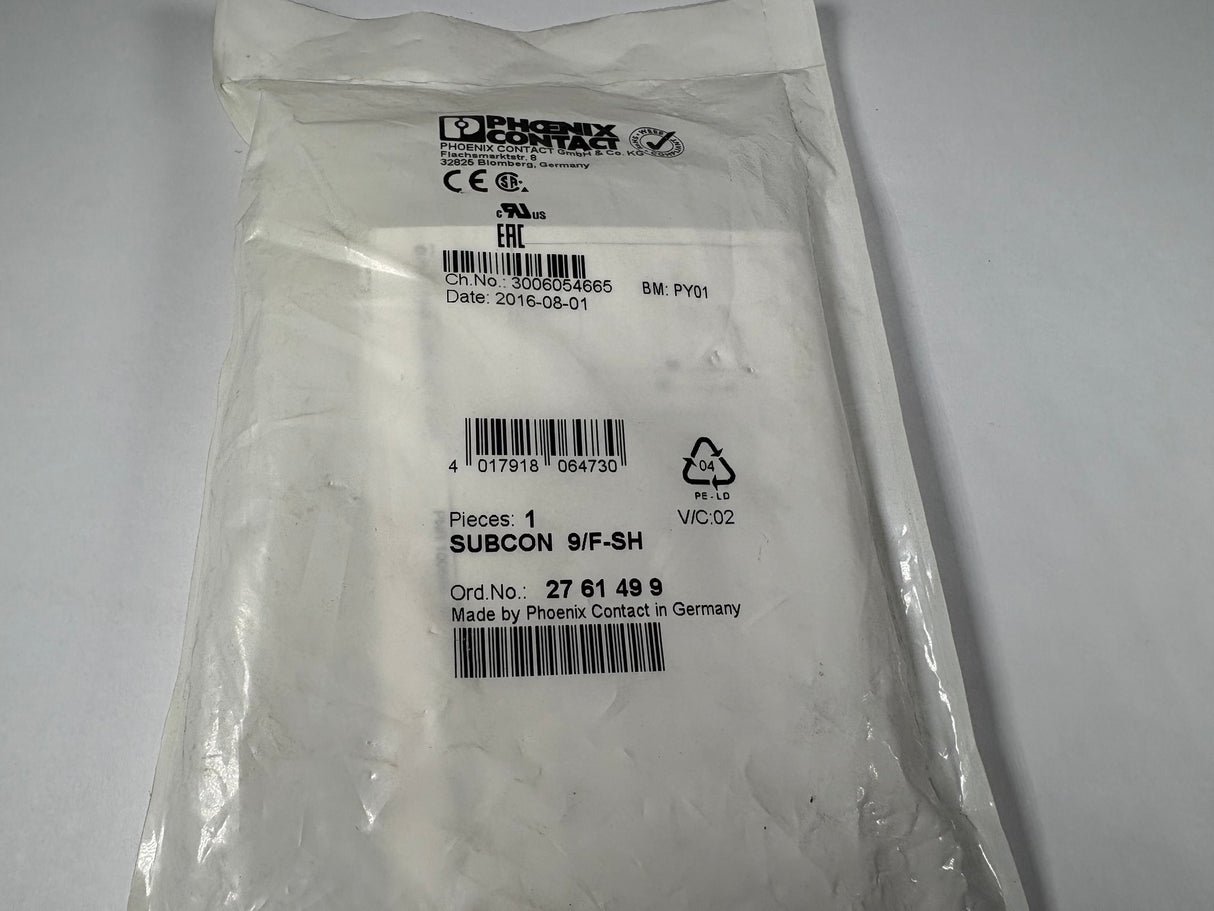 PHOENIX
CONTACT
PHOENIX CONTACT GmbH & Co. KG
Flachsmarktstr. 8
32825 Blomberg, Germany
CE
c us
EAC
Ch.No.: 3006054665 BM: PY01
Date: 2016-08-01
4 017918 064730
04
PE-LD
Pieces: 1 V/C:02
SUBCON 9/F-SH
Ord.No.: 27 61 49 9
Made by Phoenix Contact in Germany